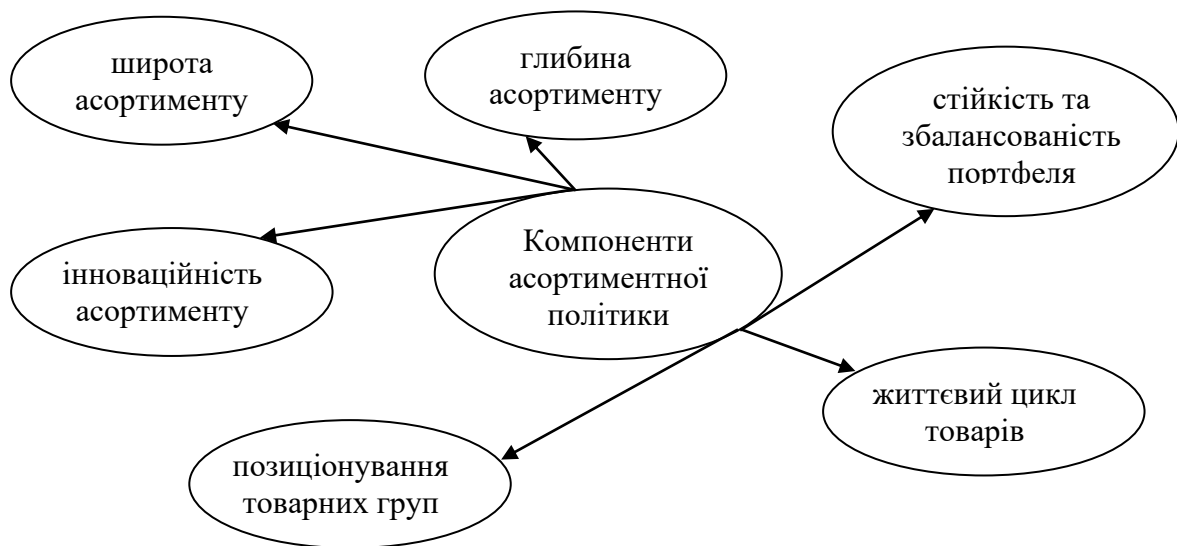 широта
асортименту
глибина
асортименту
стійкість та
збалансованість
портфеля
інноваційність
асортименту
Компоненти
асортиментної
політики
життєвий цикл
товарів
позиціонування
товарних груп